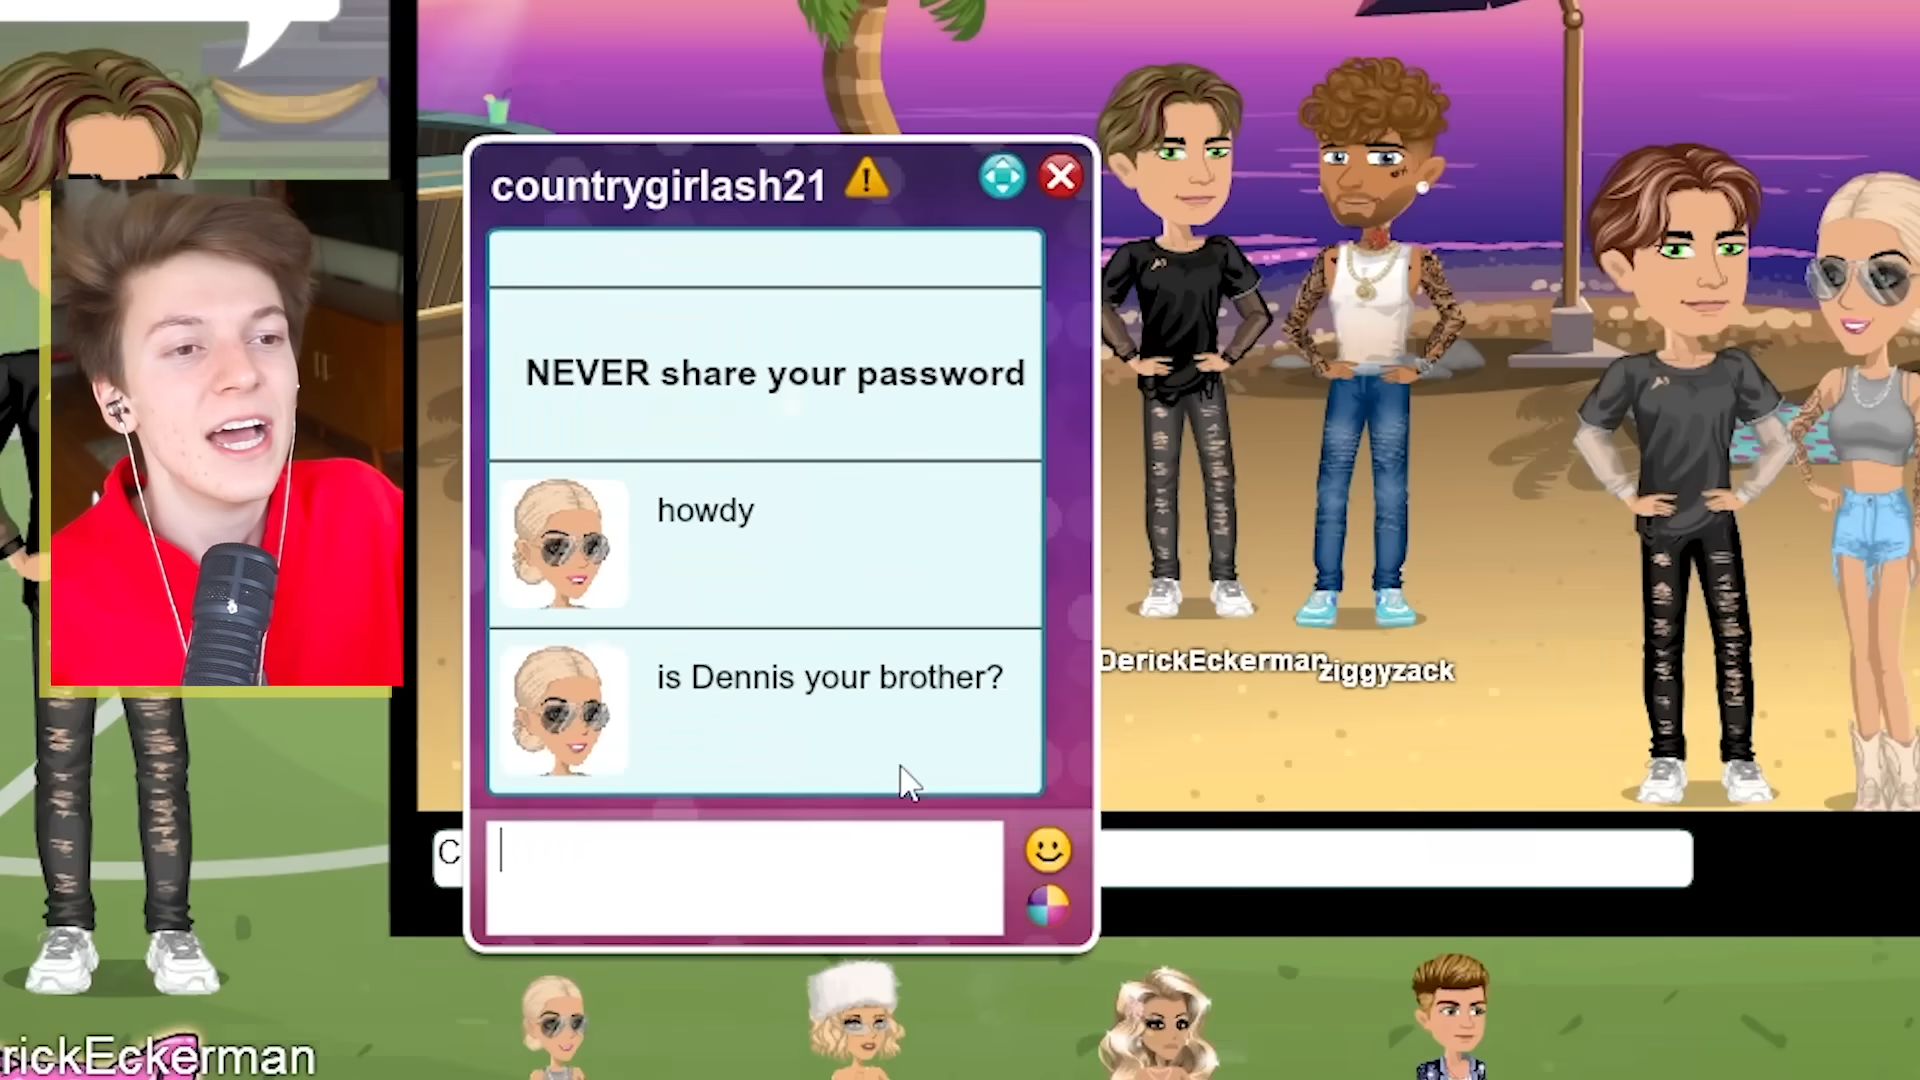 countrygirlash21
NEVER share your password
howdy
is Dennis your brother?
DerickEckerman
ziggyzack
C
rickEckerman